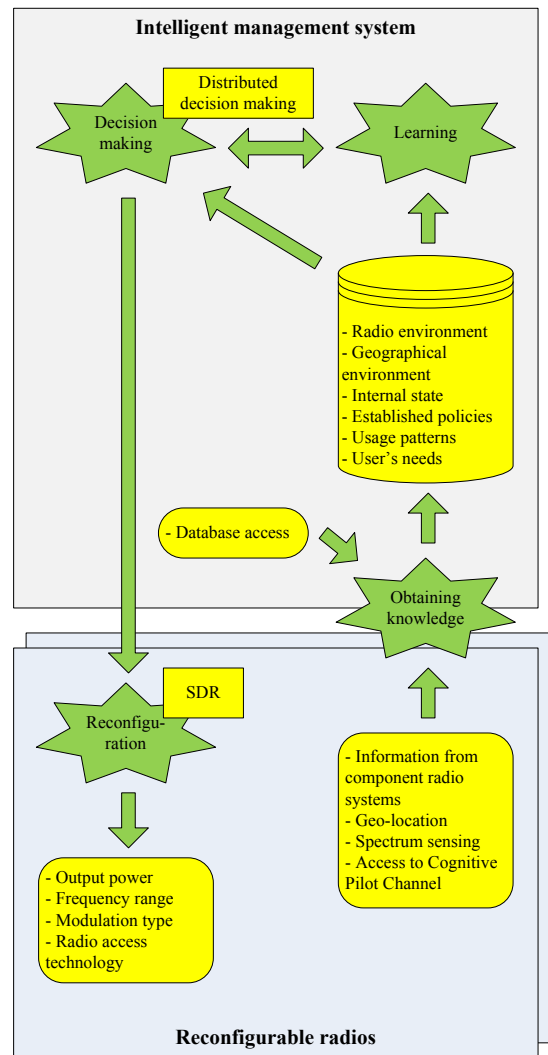 Intelligent management system
Distributed
decision making
Decision
making
Learning
- Radio environment
- Geographical
environment
- Internal state
- Established policies
- Usage patterns
- User's needs
- Database access
Obtaining
knowledge
SDR
Reconfigu-
ration
- Information from
component radio
systems
- Geo-location
- Spectrum sensing
- Access to Cognitive
Pilot Channel
- Output power
- Frequency range
- Modulation type
- Radio access
technology
Reconfigurable radios